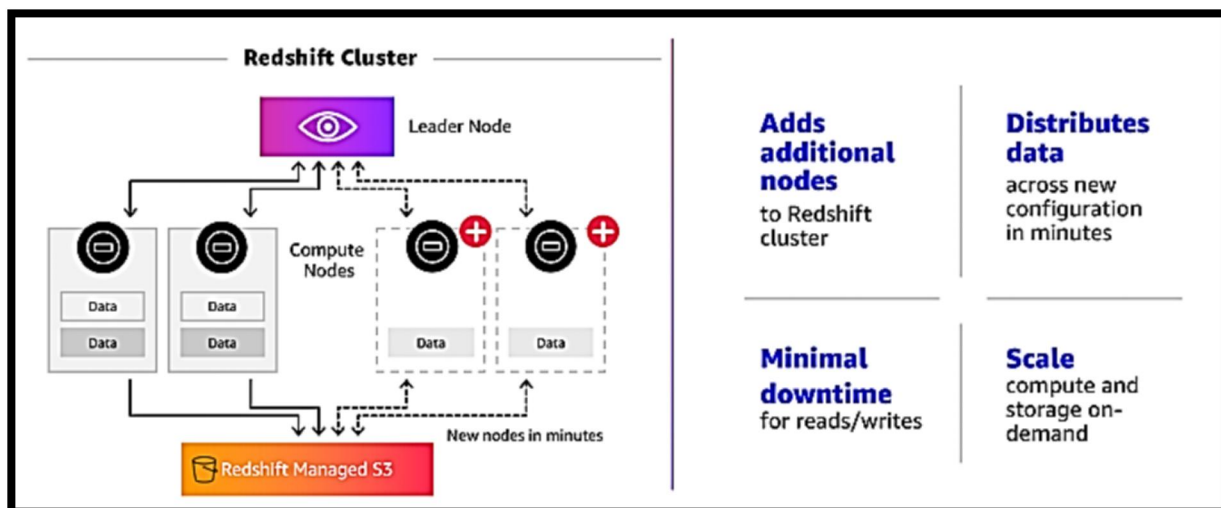 Redshift Cluster
Leader Node
Compute
Nodes
Data
Data
Data
Data
Data
Data
New nodes in minutes
Redshift Managed S3
Adds
additional
nodes
to Redshift
cluster
Distributes
data
across new
configuration
in minutes
Minimal
downtime
for reads/writes
Scale
compute and
storage on-
demand